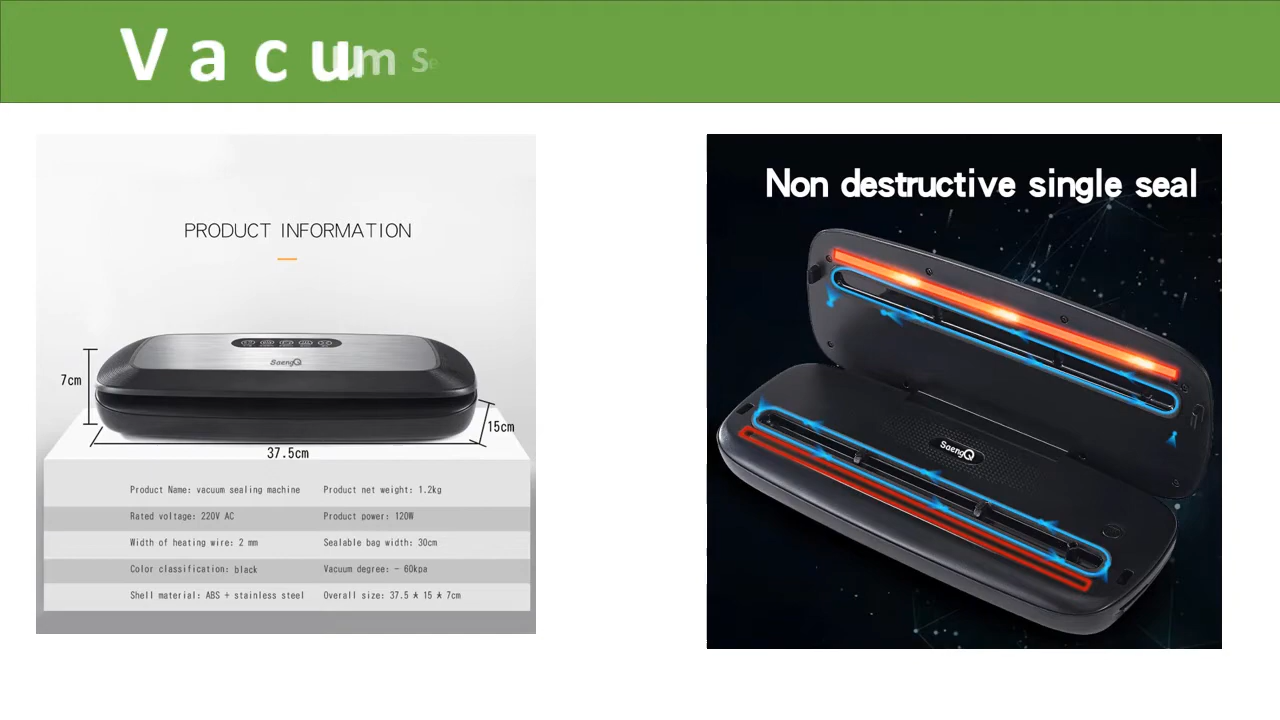 Vacuum Se
PRODUCT INFORMATION
SaengQ
7cm
15cm
37.5cm
Product Name: vacuum sealing machine Product net weight: 1.2kg
Rated voltage: 220V AC Product power: 120W
Width of heating wire: 2 mm Sealable bag width: 30cm
Color classification: black Vacuum degree: - 60kpa
Shell material: ABS + stainless steel Overall size: 37.5 * 15 * 7cm
Non destructive single seal
SaengQ